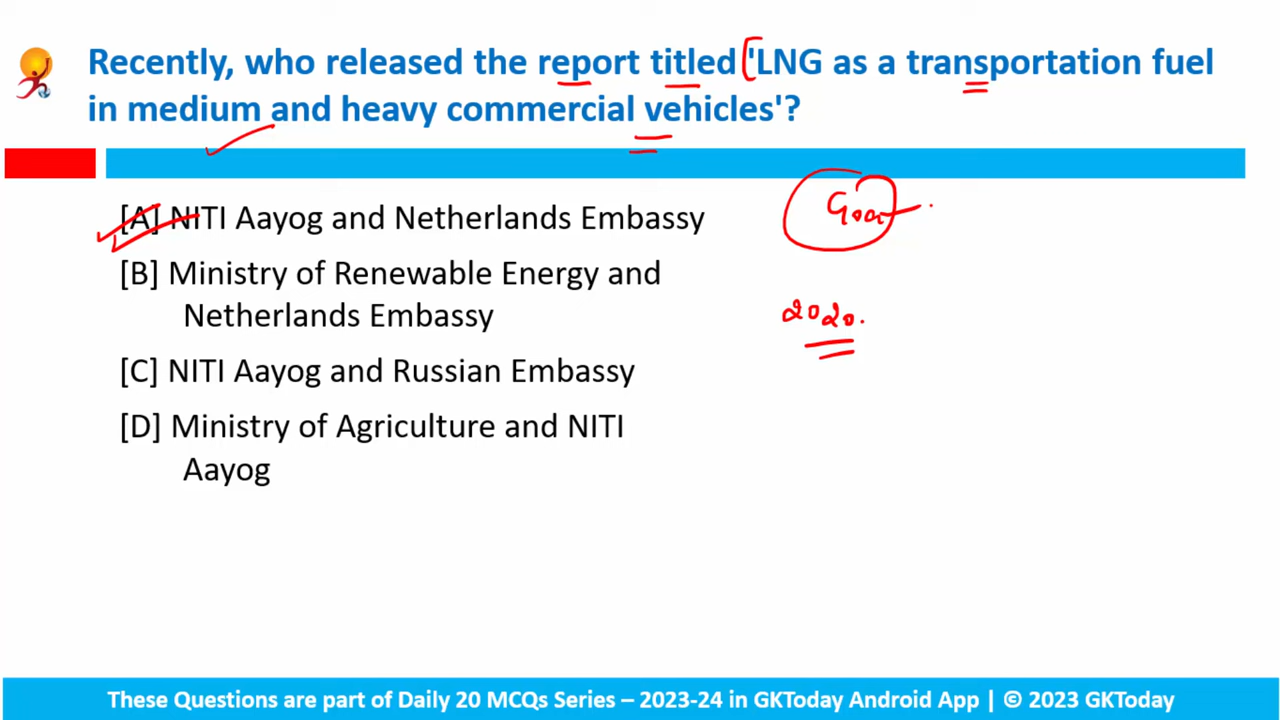 Recently, who released the report titled 'LNG as a transportation fuel
in medium and heavy commercial vehicles'?
[A] NITI Aayog and Netherlands Embassy
[B] Ministry of Renewable Energy and
Netherlands Embassy
[C] NITI Aayog and Russian Embassy
[D] Ministry of Agriculture and NITI
Aayog
2020.
These Questions are part of Daily 20 MCQs Series – 2023-24 in GKToday Android App | © 2023 GKToday